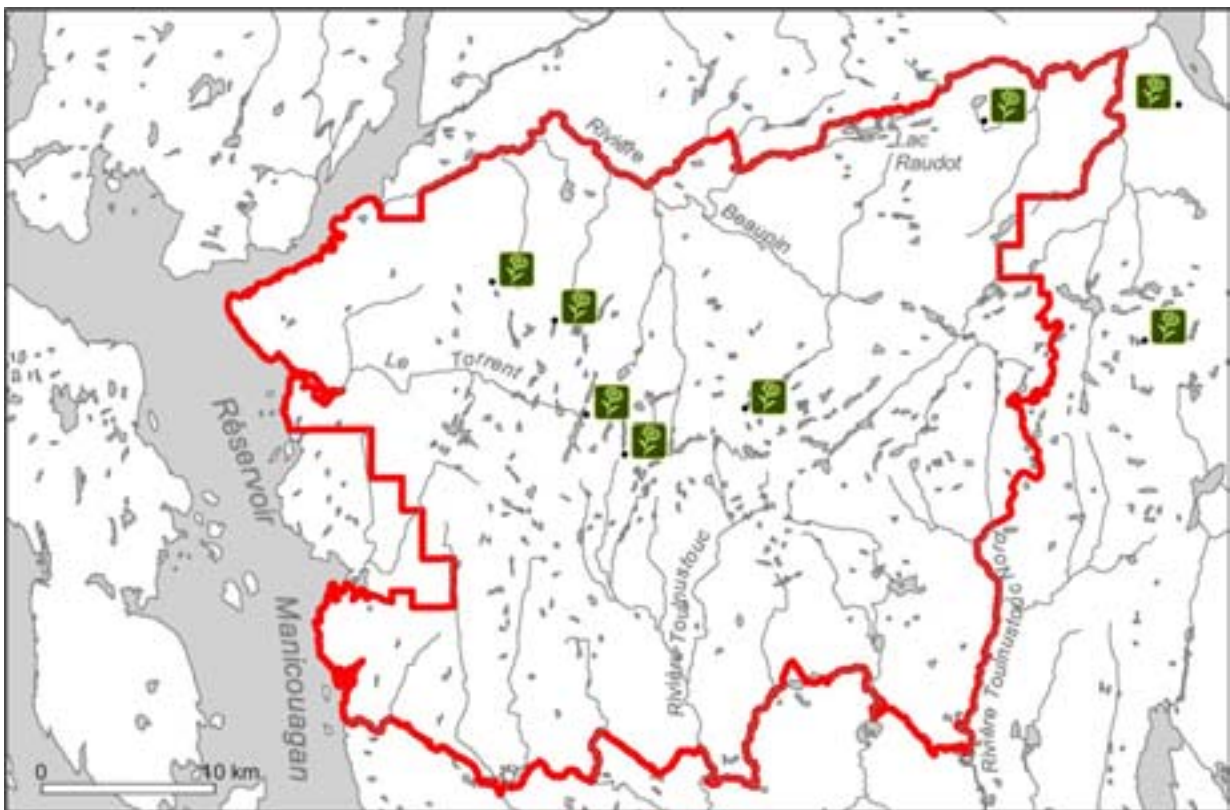 Rivière
Lac
Raudot
Beaupin
Le Torrent
Réservoir
Manicouagan
Rivière Toulnustouc
Rivière Toulnustouc Nord
0 10 km